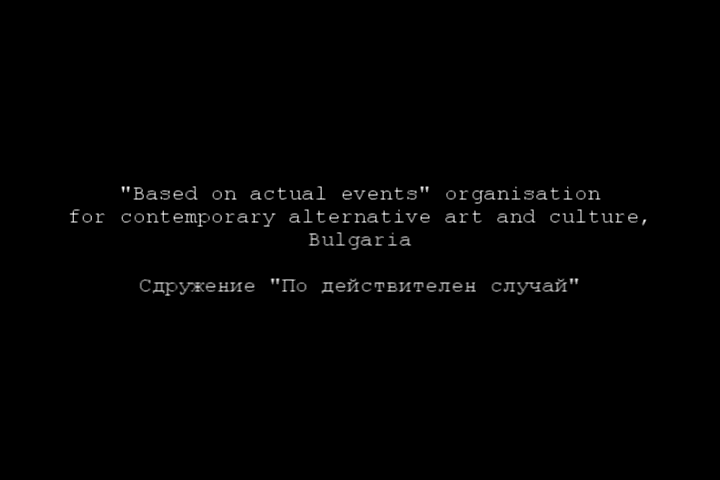 "Based on actual events" organisation
for contemporary alternative art and culture,
Bulgaria
Сдружение "По действителен случай"